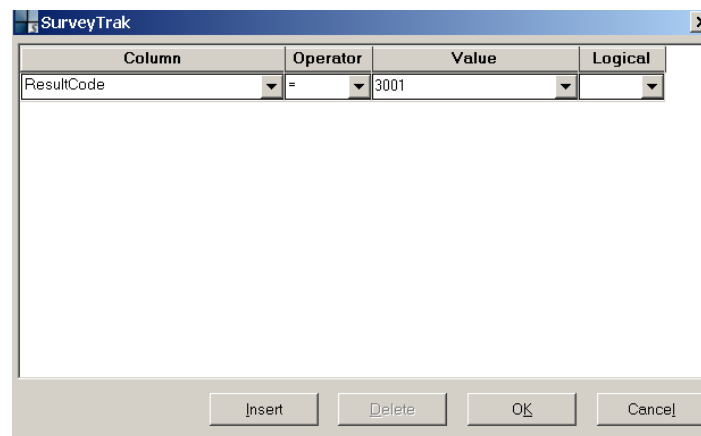 SurveyTrak
Column Operator Value Logical
ResultCode = 3001
Insert Delete OK Cancel